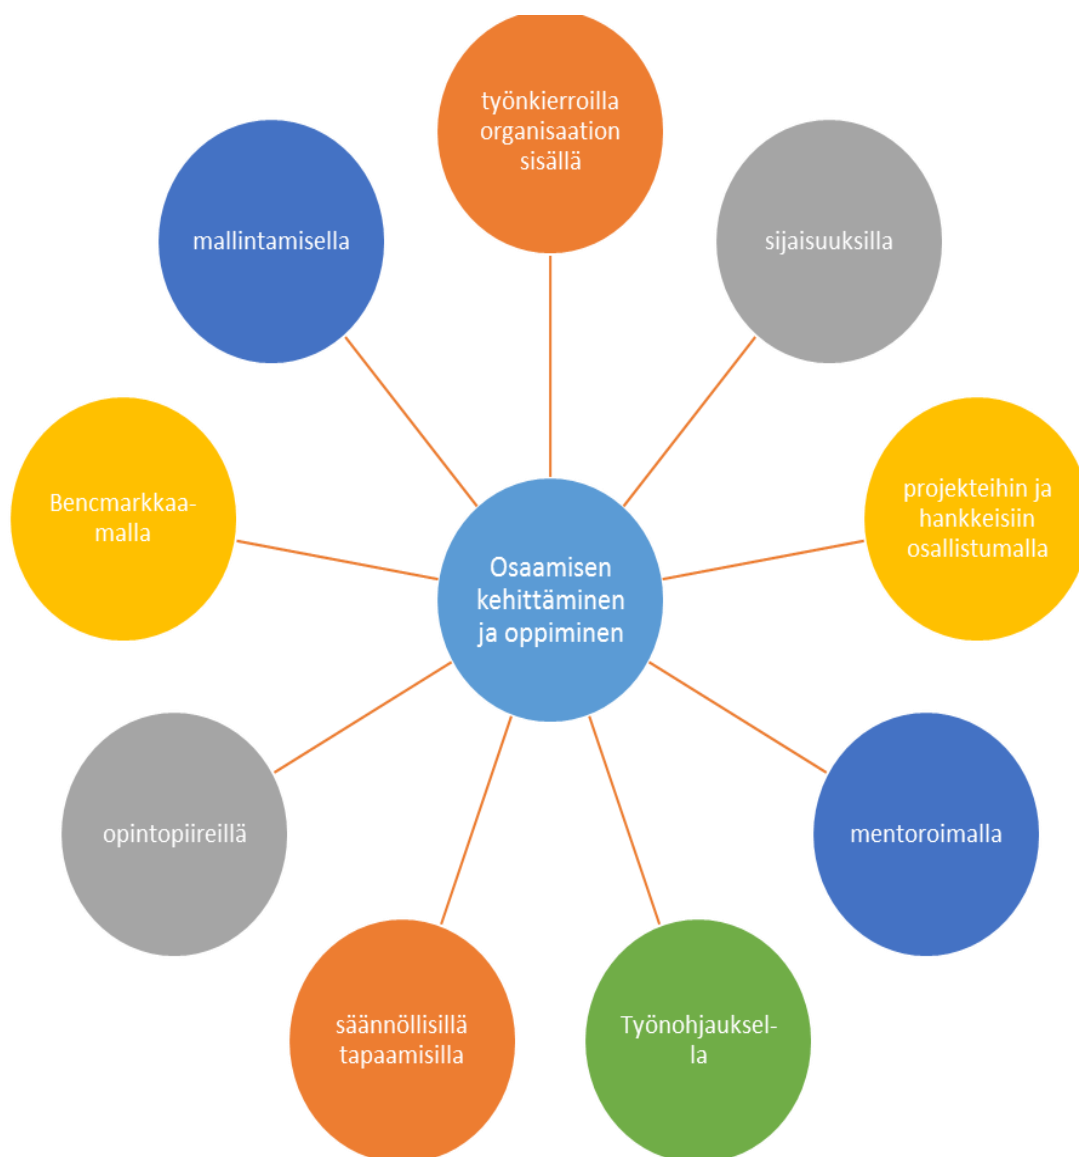 työnkierroilla
organisaation
sisällä
mallintamisella
sijaisuuksilla
Bencmarkkaa-
malla
projekteihin ja
hankkeisiin
osallistumalla
Osaamisen
kehittäminen
ja oppiminen
opintopiireillä
mentoroimalla
säännöllisillä
tapaamisilla
Työnohjauksel-
la